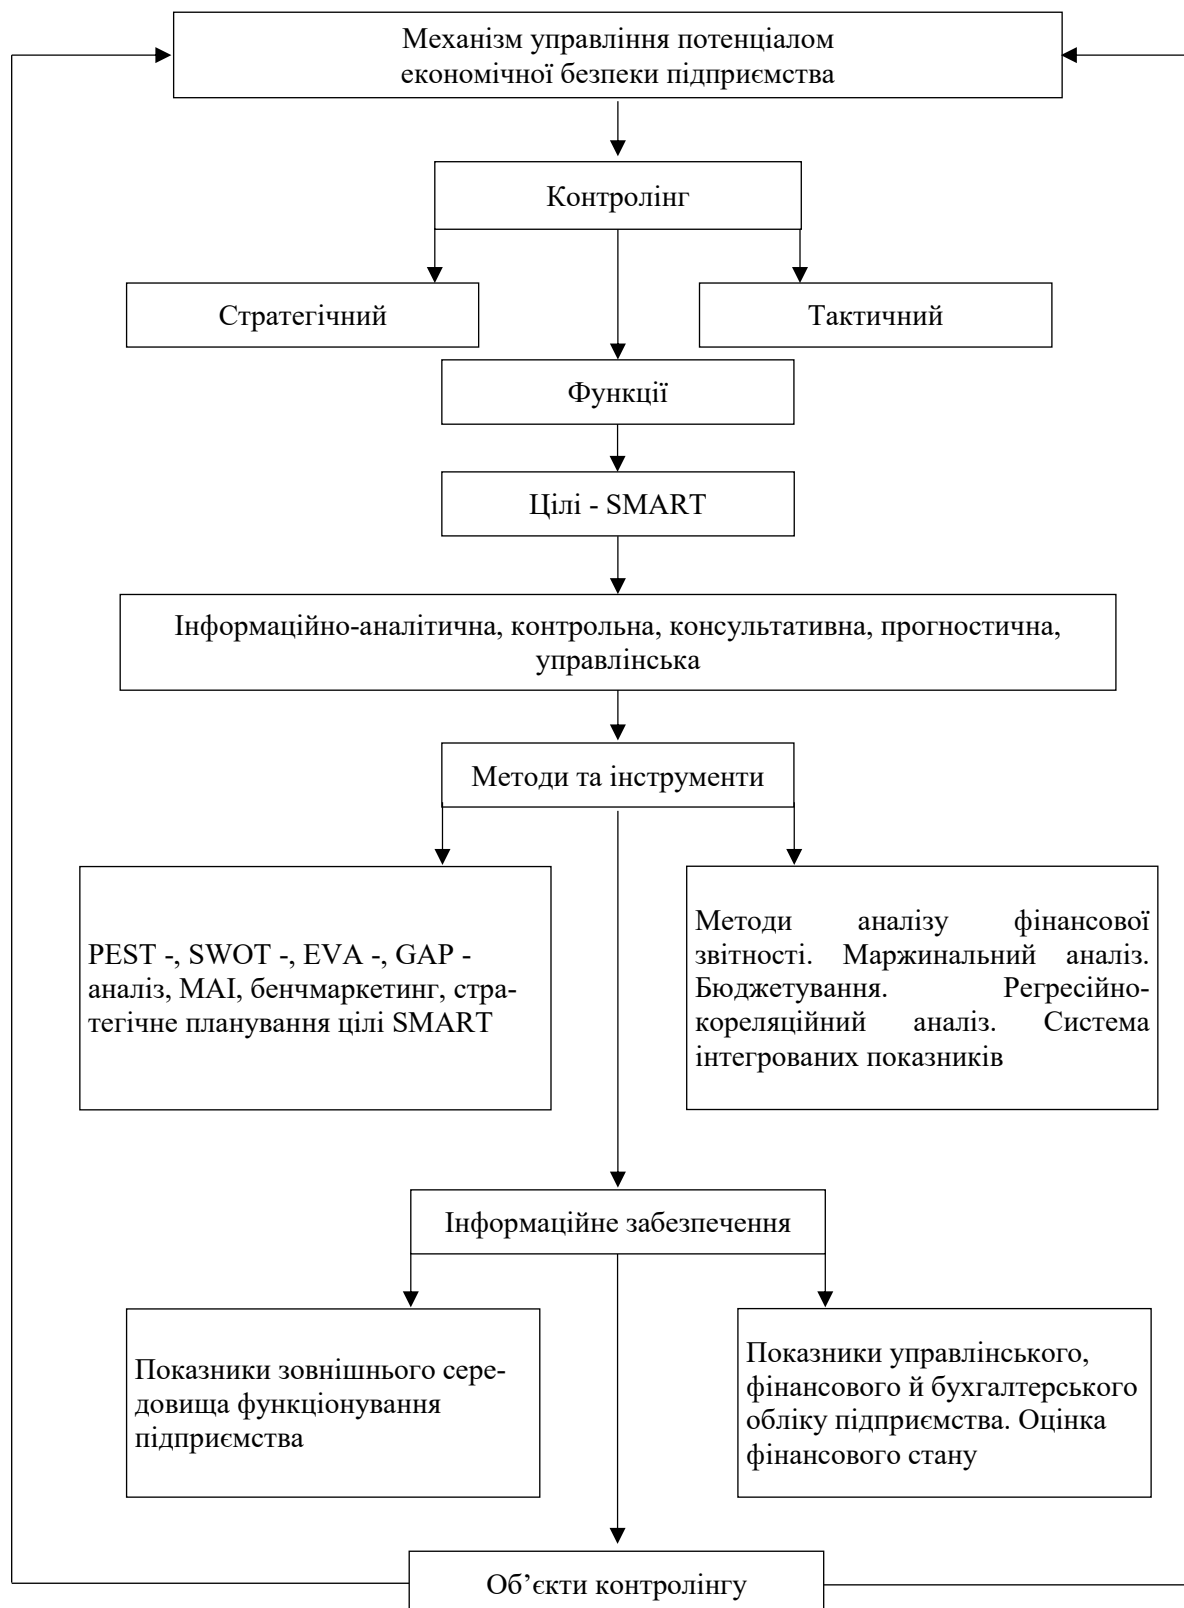 Механізм управління потенціалом
економічної безпеки підприємства
Контролінг
Стратегічний
Тактичний
Функції
Цілі - SMART
Інформаційно-аналітична, контрольна, консультативна, прогностична,
управлінська
Методи та інструменти
PEST -, SWOT -, EVA -, GAP -
аналіз, МАІ, бенчмаркетинг, стра-
тегічне планування цілі SMART
Методи аналізу фінансової
звітності. Маржинальний аналіз.
Бюджетування. Регресійно-
кореляційний аналіз. Система
інтегрованих показників
Інформаційне забезпечення
Показники зовнішнього сере-
довища функціонування
підприємства
Показники управлінського,
фінансового й бухгалтерського
обліку підприємства. Оцінка
фінансового стану
Об’єкти контролінгу